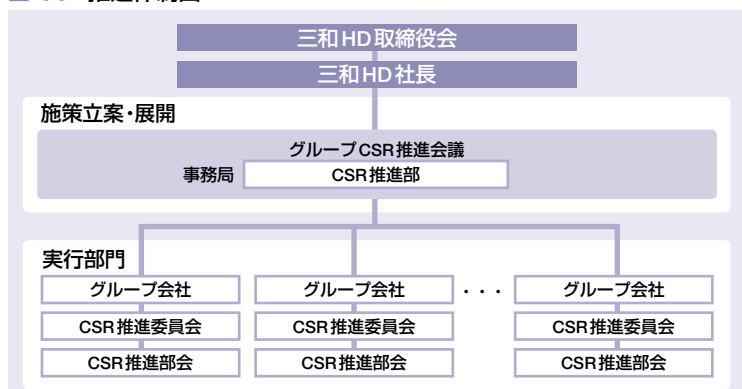 三和HD取締役会
三和HD社長
施策立案・展開
グループCSR推進会議
事務局 CSR推進部
実行部門
グループ会社 グループ会社 ・・・ グループ会社
CSR推進委員会 CSR推進委員会 CSR推進委員会
CSR推進部会 CSR推進部会 CSR推進部会